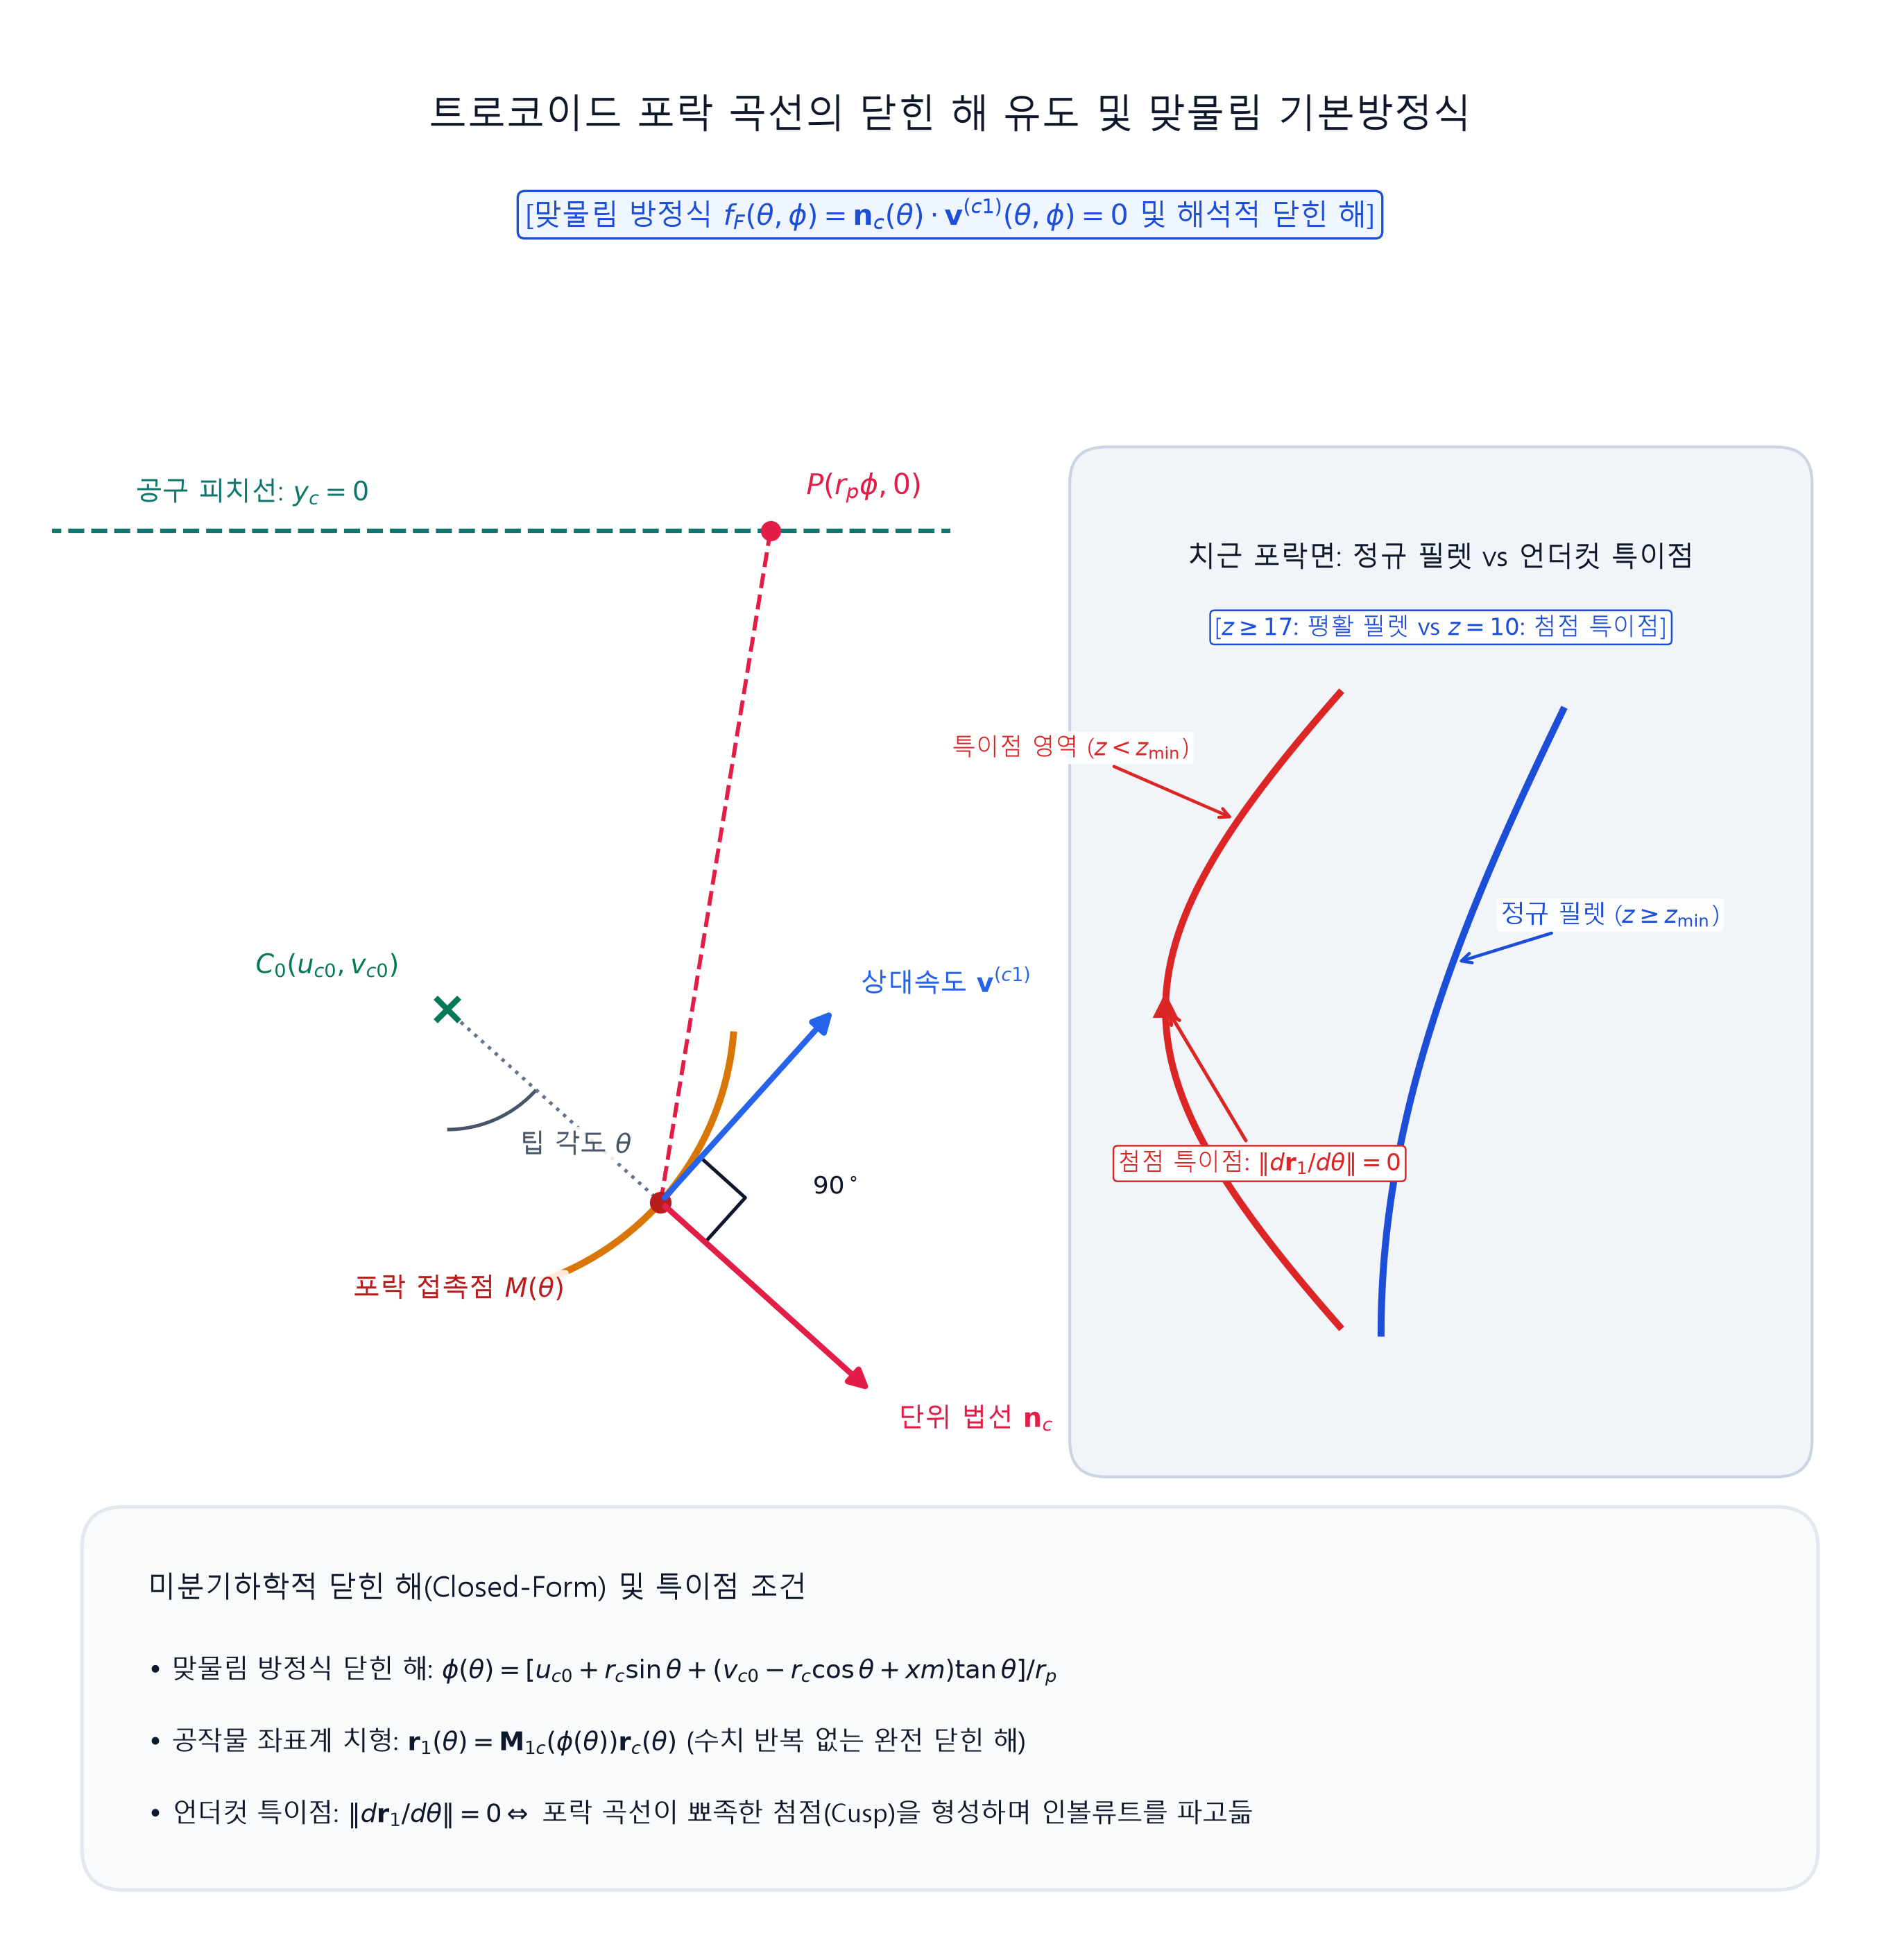 트로코이드 포락 곡선의 닫힌 해 유도 및 맞물림 기본방정식
[맞물림 방정식 f_F(θ, ϕ) = n_c(θ) · v^(c1)(θ, ϕ) = 0 및 해석적 닫힌 해]
공구 피치선: y_c = 0
P(r_pϕ, 0)
치근 포락면: 정규 필렛 vs 언더컷 특이점
[z ≥ 17: 평활 필렛 vs z = 10: 첨점 특이점]
특이점 영역 (z < z_min)
정규 필렛 (z ≥ z_min)
C_0(u_c0, v_c0)
상대속도 v^(c1)
팁 각도 θ
90°
첨점 특이점: ‖dr_1/dθ‖ = 0
포락 접촉점 M(θ)
단위 법선 n_c
미분기하학적 닫힌 해(Closed-Form) 및 특이점 조건
• 맞물림 방정식 닫힌 해: ϕ(θ) = [u_c0 + r_c sin θ + (v_c0 − r_c cos θ + xm) tan θ]/r_p
• 공작물 좌표계 치형: r_1(θ) = M_1c(ϕ(θ))r_c(θ) (수치 반복 없는 완전 닫힌 해)
• 언더컷 특이점: ‖dr_1/dθ‖ = 0 ⇔ 포락 곡선이 뾰족한 첨점(Cusp)을 형성하며 인볼류트를 파고듦